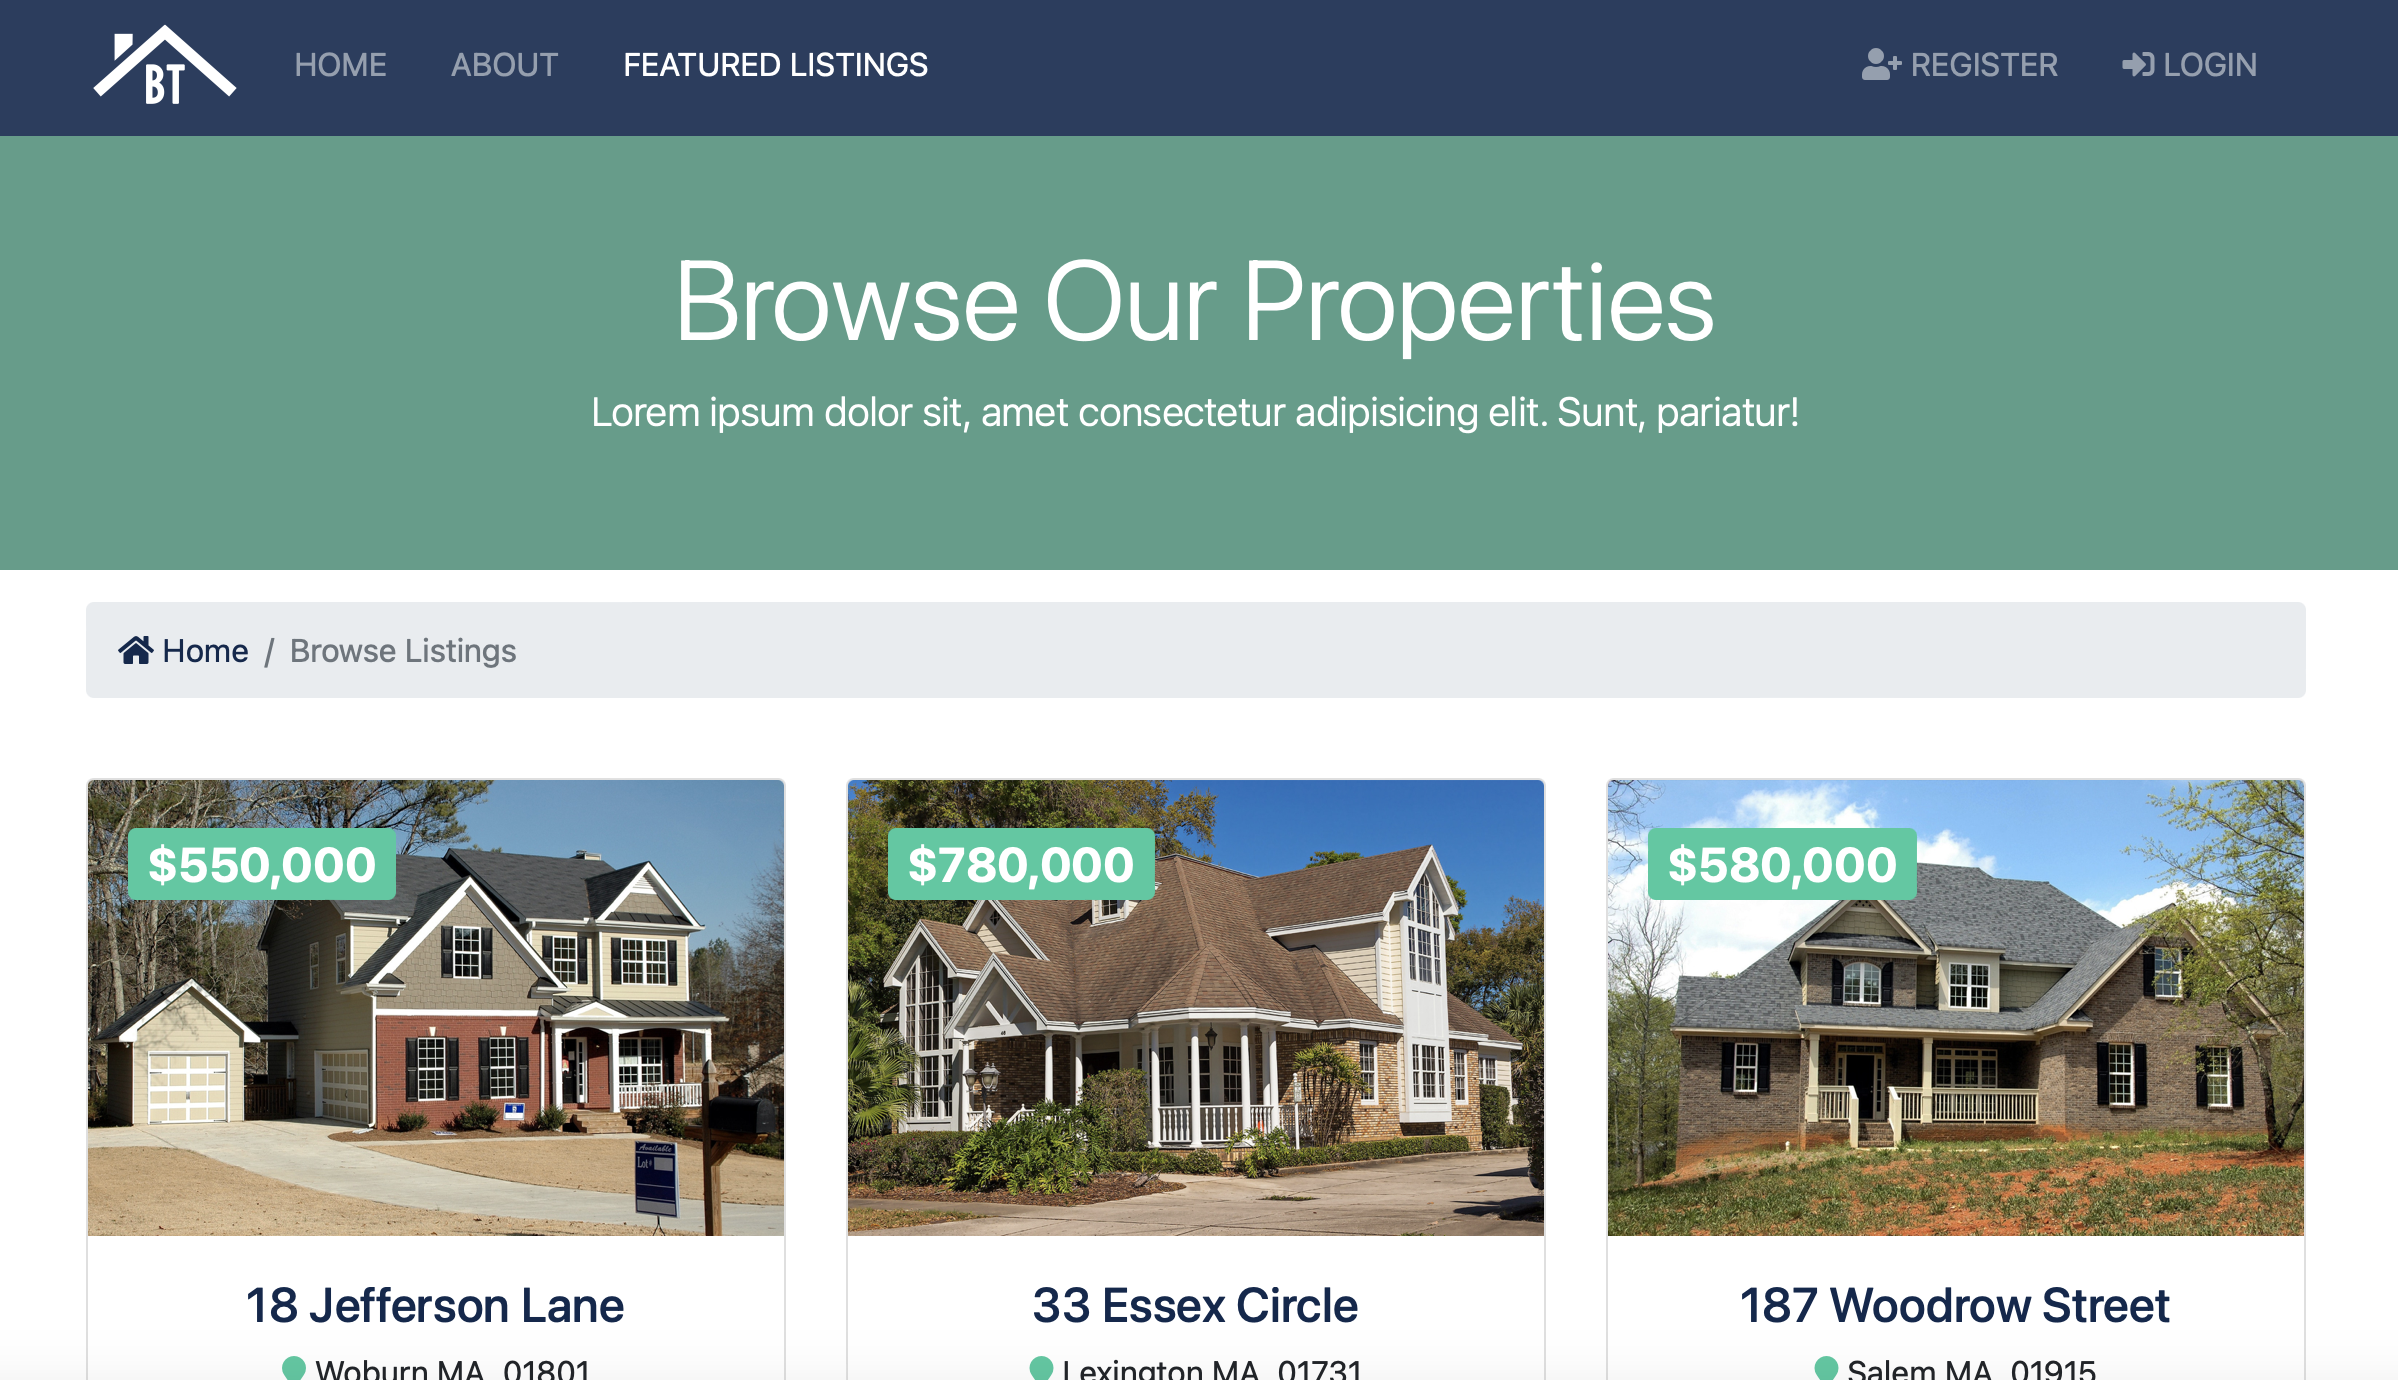 BT
HOME ABOUT FEATURED LISTINGS REGISTER LOGIN
Browse Our Properties
Lorem ipsum dolor sit, amet consectetur adipisicing elit. Sunt, pariatur!
Home / Browse Listings
$550,000 $780,000 $580,000
Available
Lot#
18 Jefferson Lane 33 Essex Circle 187 Woodrow Street
Woburn MA, 01801 Lexington MA, 01731 Salem MA, 01915